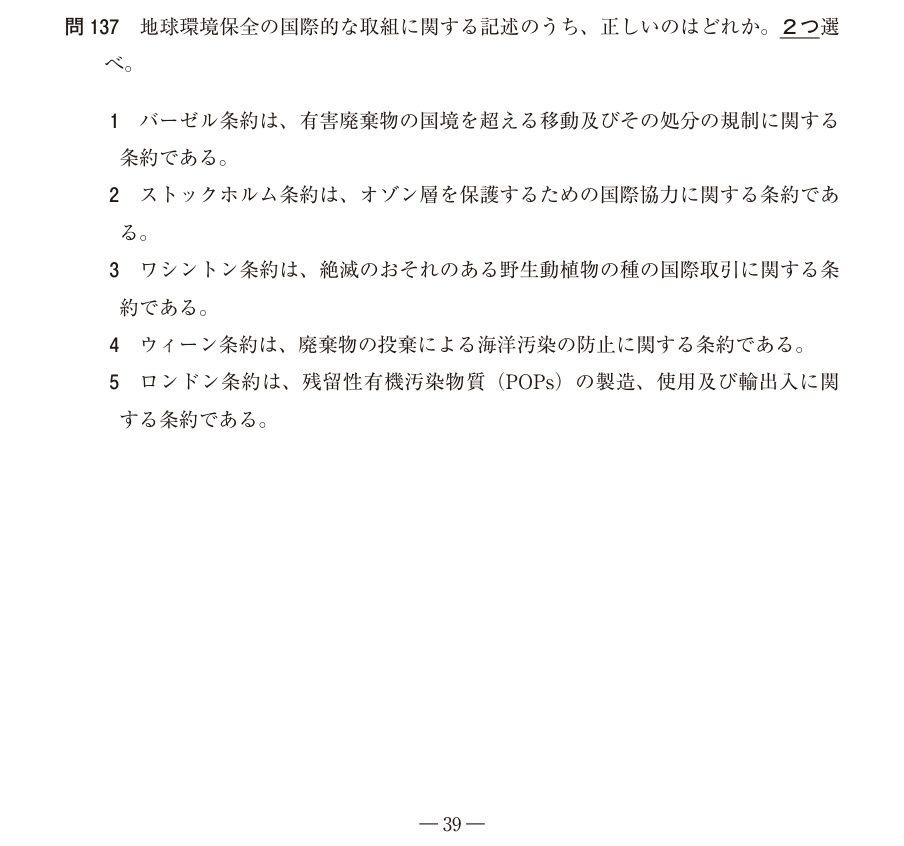 問 137　地球環境保全の国際的な取組に関する記述のうち、正しいのはどれか。２つ選
べ。
1　バーゼル条約は、有害廃棄物の国境を超える移動及びその処分の規制に関する
条約である。
2　ストックホルム条約は、オゾン層を保護するための国際協力に関する条約であ
る。
3　ワシントン条約は、絶滅のおそれのある野生動植物の種の国際取引に関する条
約である。
4　ウィーン条約は、廃棄物の投棄による海洋汚染の防止に関する条約である。
5　ロンドン条約は、残留性有機汚染物質（POPs）の製造、使用及び輸出入に関
する条約である。
― 39 ―